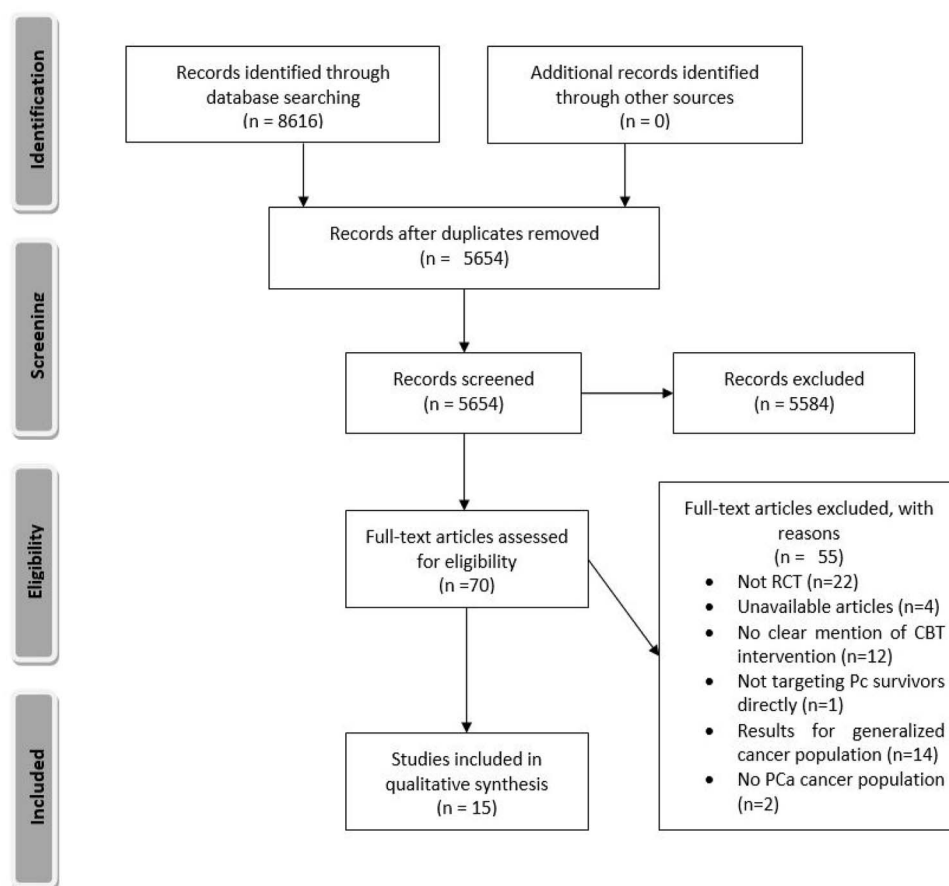 Identification
Records identified through
database searching
(n = 8616)
Additional records identified
through other sources
(n = 0)
Records after duplicates removed
(n = 5654)
Screening
Records screened
(n = 5654)
Records excluded
(n = 5584)
Eligibility
Full-text articles assessed
for eligibility
(n =70)
Full-text articles excluded, with
reasons
(n = 55)
• Not RCT (n=22)
• Unavailable articles (n=4)
• No clear mention of CBT
intervention (n=12)
• Not targeting Pc survivors
directly (n=1)
• Results for generalized
cancer population (n=14)
• No PCa cancer population
(n=2)
Included
Studies included in
qualitative synthesis
(n = 15)